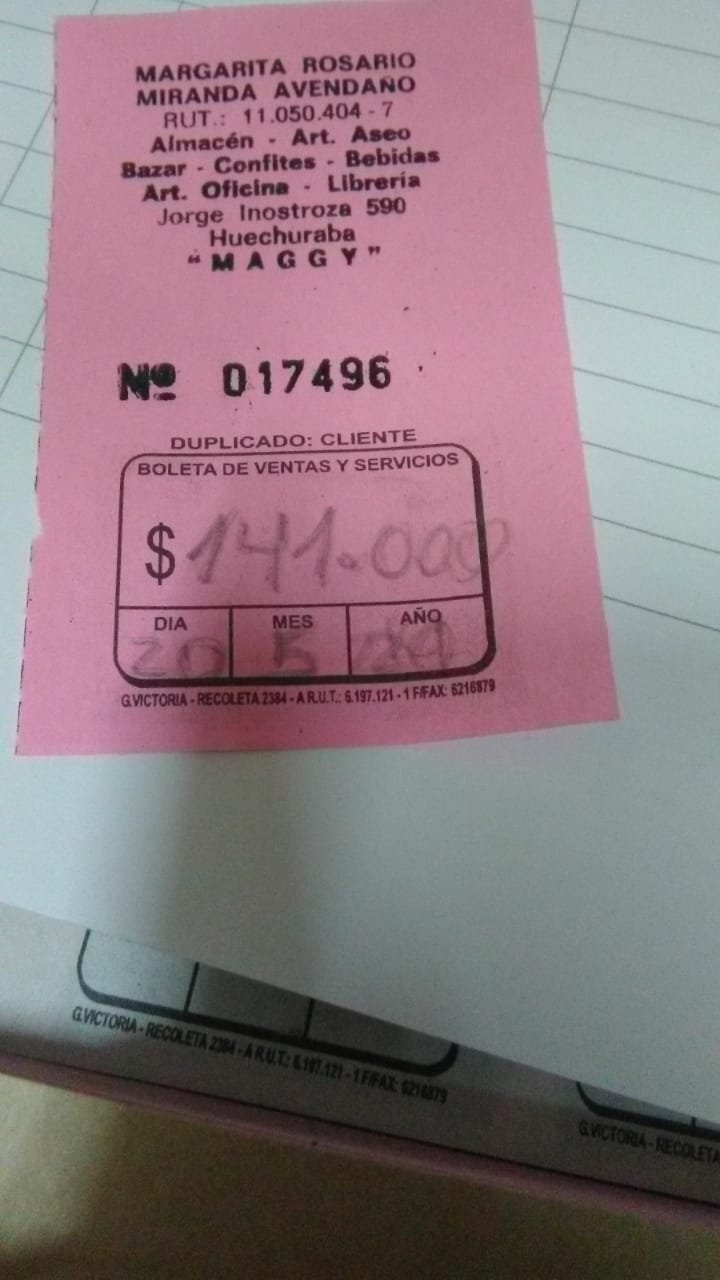 MARGARITA ROSARIO
MIRANDA AVENDAÑO
RUT.: 11.050.404 - 7
Almacén - Art. Aseo
Bazar - Confites - Bebidas
Art. Oficina - Librería
Jorge Inostroza 590
Huechuraba
"MAGGY"
Nº 017496
DUPLICADO: CLIENTE
BOLETA DE VENTAS Y SERVICIOS
$ 141.000
DIA MES AÑO
20 5
G.VICTORIA - RECOLETA 2384 - A R.U.T.: 6.197.121 - 1 F/FAX: 6216879
G.VICTORIA - RECOLETA 2384 - A R.U.T.: 6.197.121 - 1 F/FAX: 6216879
G.VICTORIA - RECOLETA